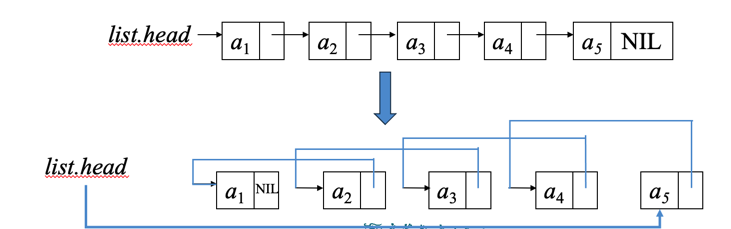 list.head a1 a2 a3 a4 a5 NIL
list.head a1 NIL a2 a3 a4 a5